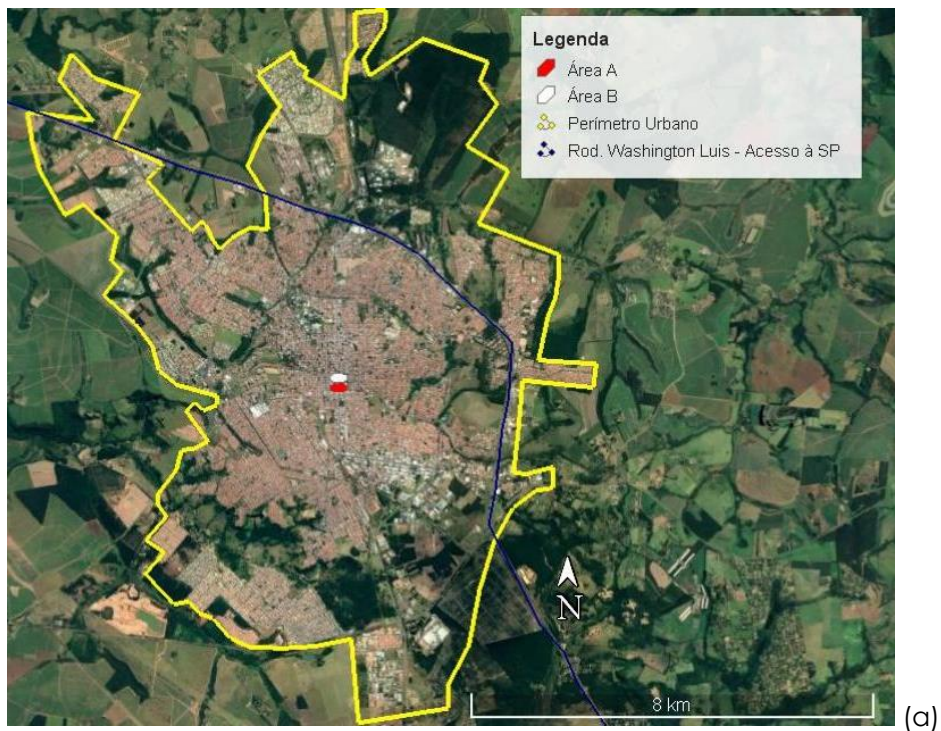 Legenda
Área A
Área B
Perímetro Urbano
Rod. Washington Luis - Acesso à SP
N
8 km
(a)